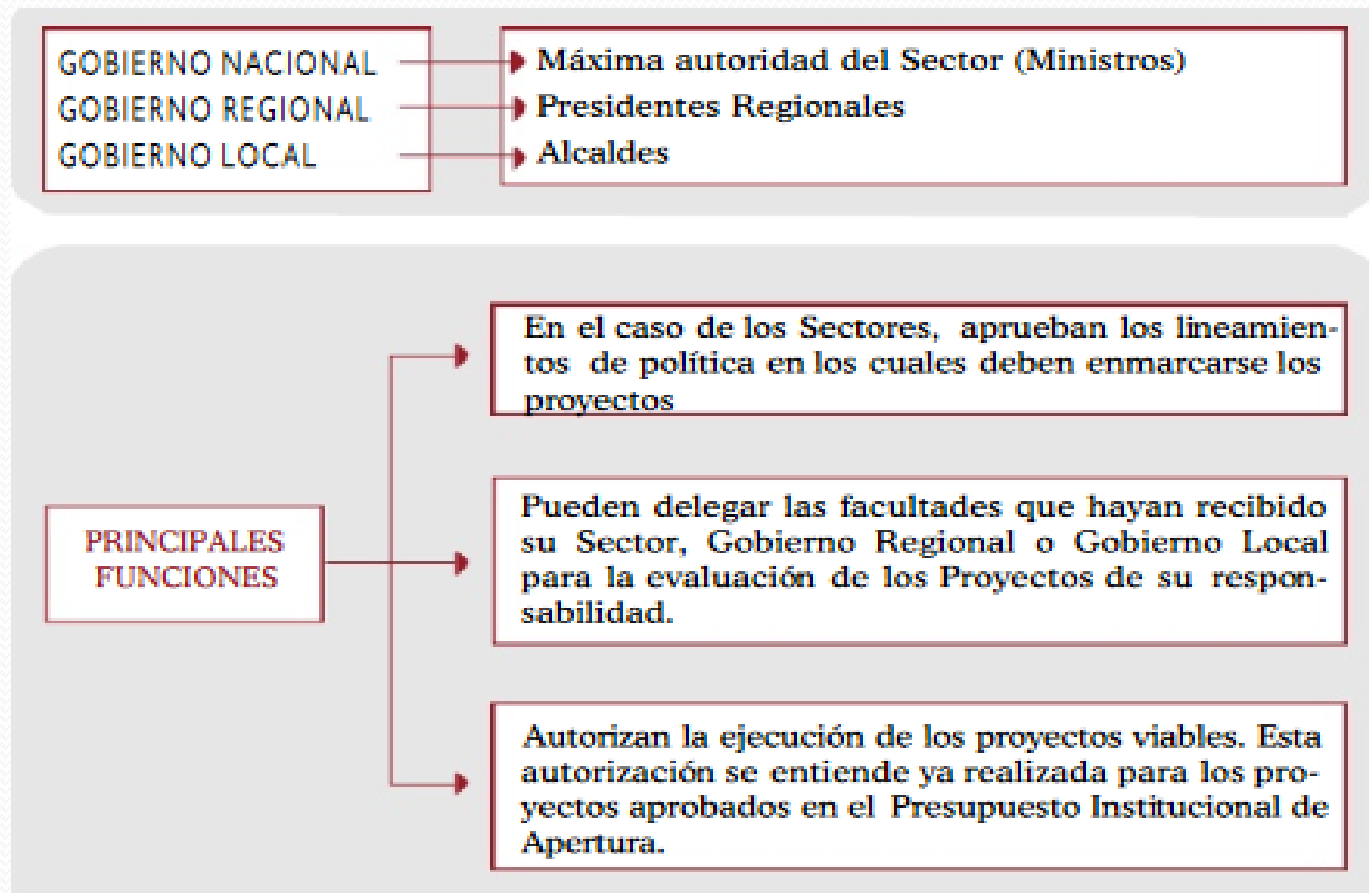 GOBIERNO NACIONAL
Máxima autoridad del Sector (Ministros)
GOBIERNO REGIONAL
Presidentes Regionales
GOBIERNO LOCAL
Alcaldes
PRINCIPALES
FUNCIONES
En el caso de los Sectores, aprueban los lineamien-
tos de política en los cuales deben enmarcarse los
proyectos
Pueden delegar las facultades que hayan recibido
su Sector, Gobierno Regional o Gobierno Local
para la evaluación de los Proyectos de su respon-
sabilidad.
Autorizan la ejecución de los proyectos viables. Esta
autorización se entiende ya realizada para los pro-
yectos aprobados en el Presupuesto Institucional de
Apertura.